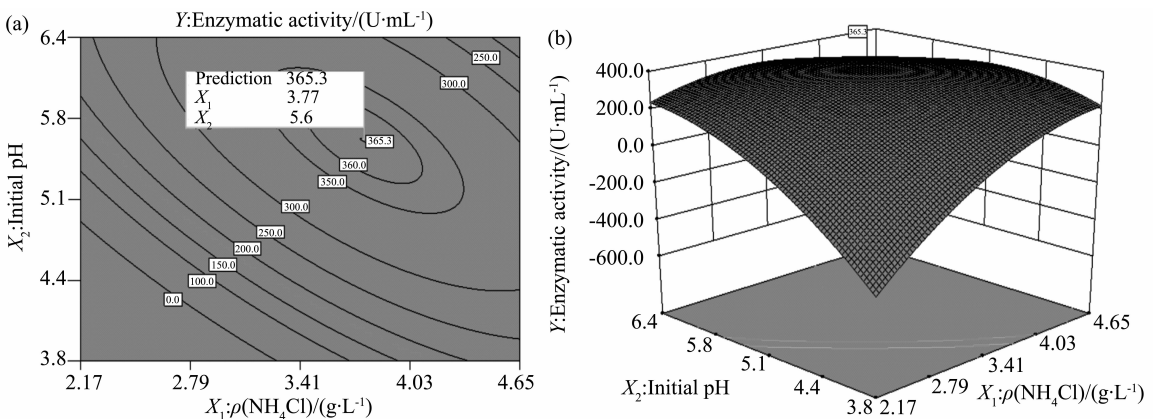 (a)
Y:Enzymatic activity/(U·mL⁻¹)
6.4
5.8
5.1
4.4
3.8
X₂:Initial pH
Prediction 365.3
X₁ 3.77
X₂ 5.6
250.0
300.0
365.3
360.0
350.0
300.0
250.0
200.0
150.0
100.0
0.0
2.17 2.79 3.41 4.03 4.65
X₁:ρ(NH₄Cl)/(g·L⁻¹)
(b)
365.3
400.0
200.0
0.0
-200.0
-400.0
-600.0
Y:Enzymatic activity/(U·mL⁻¹)
6.4
5.8
5.1
4.4
3.8
X₂:Initial pH
2.17
2.79
3.41
4.03
4.65
X₁:ρ(NH₄Cl)/(g·L⁻¹)